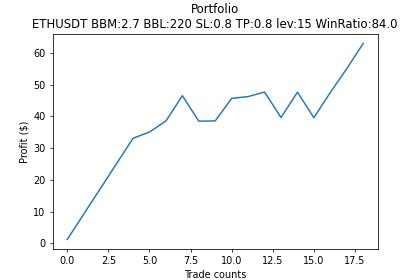 Portfolio
ETHUSDT BBM:2.7 BBL:220 SL:0.8 TP:0.8 lev:15 WinRatio:84.0
60
50
40
30
20
10
0
Profit ($)
0.0 2.5 5.0 7.5 10.0 12.5 15.0 17.5
Trade counts